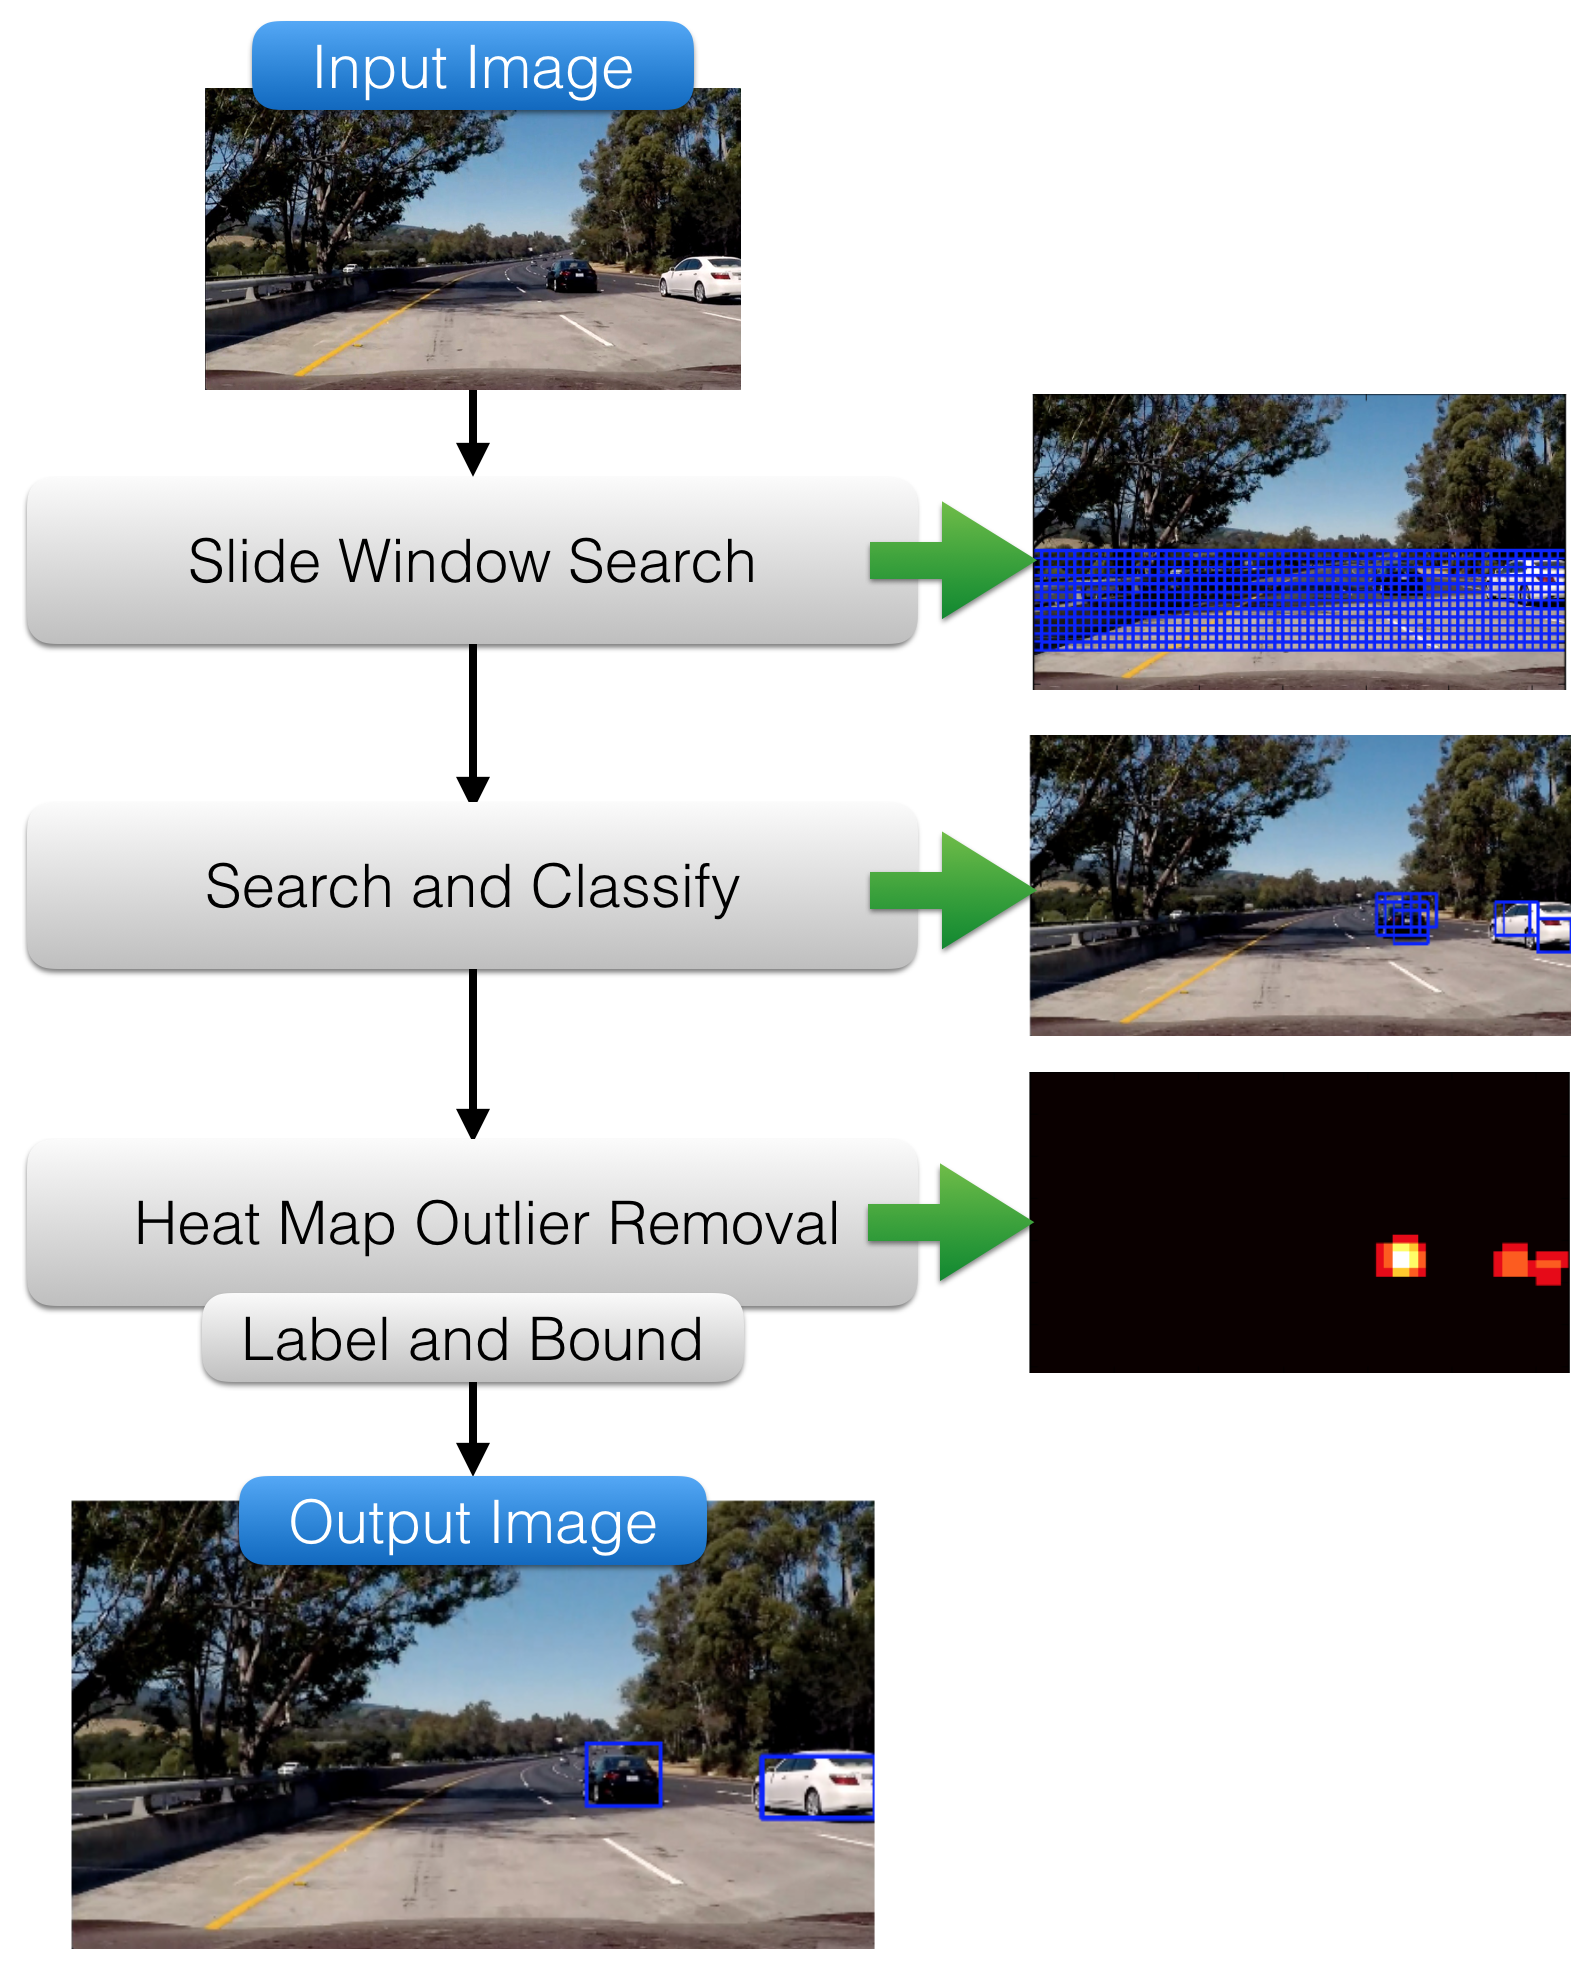 Input Image
Slide Window Search
Search and Classify
Heat Map Outlier Removal
Label and Bound
Output Image